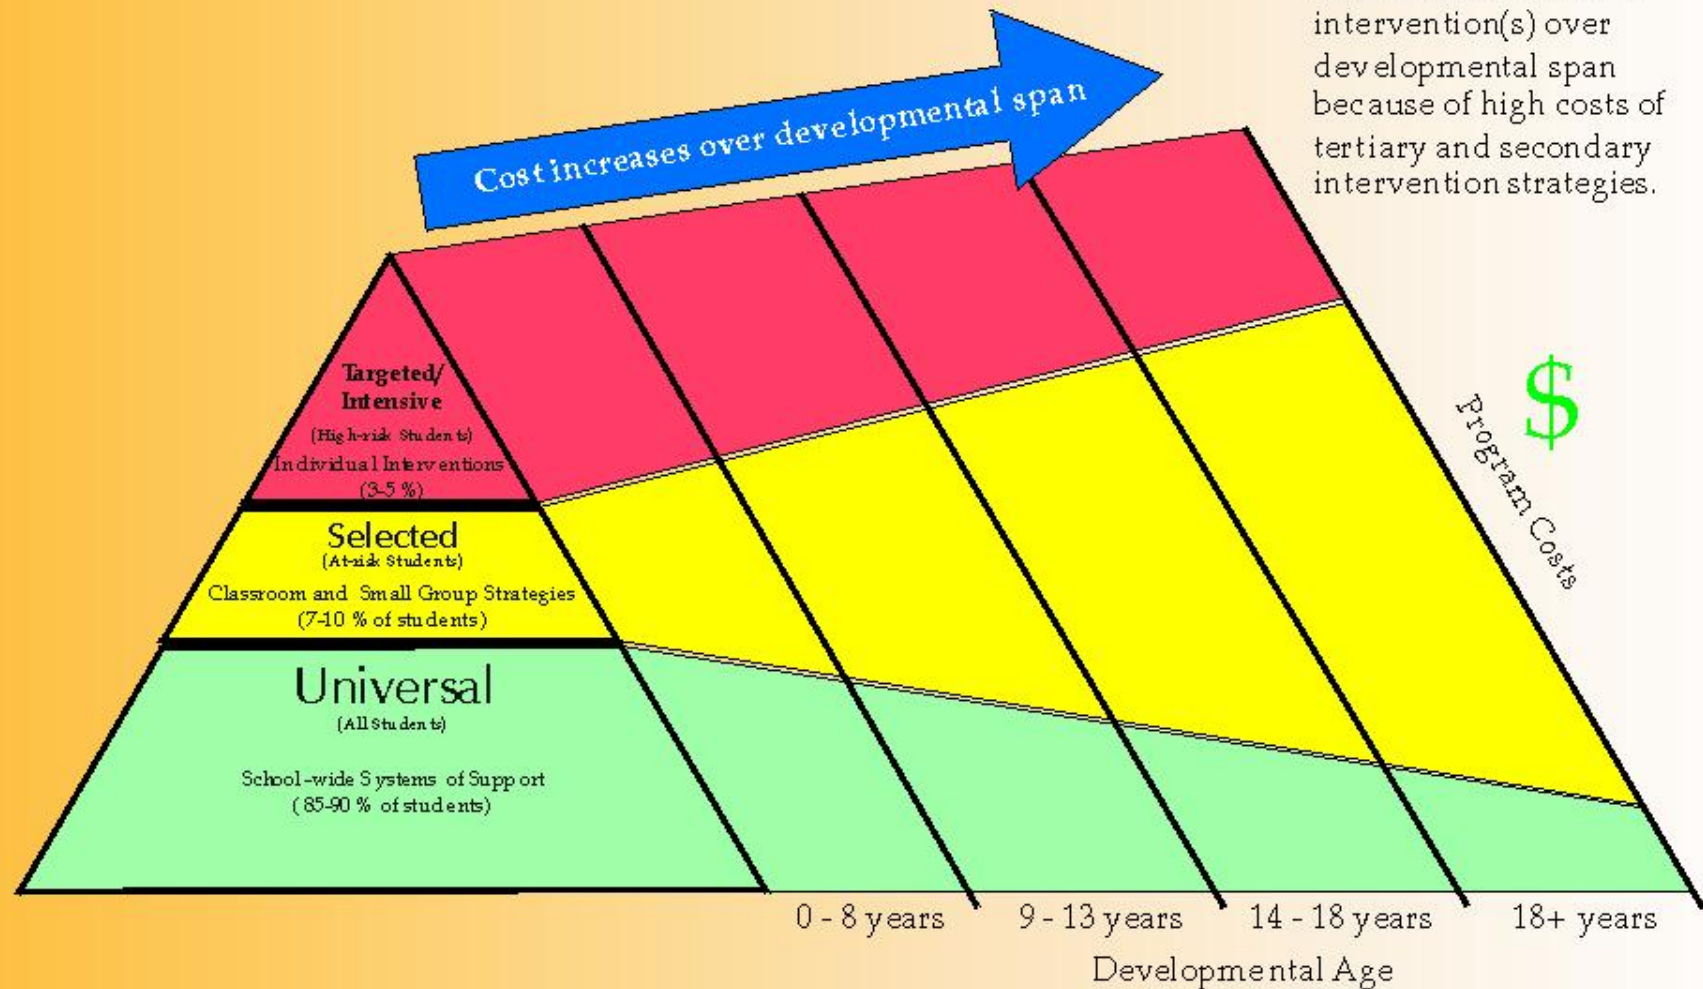 intervention(s) over
developmental span
because of high costs of
tertiary and secondary
intervention strategies.
Cost increases over developmental span
Targeted/
Intensive
(High-risk Students)
Individual Interventions
(3-5 %)
Selected
(At-risk Students)
Classroom and Small Group Strategies
(7-10 % of students)
Universal
(All Students)
School-wide Systems of Support
(85-90 % of students)
$
Program Costs
0 - 8 years
9 - 13 years
14 - 18 years
18+ years
Developmental Age